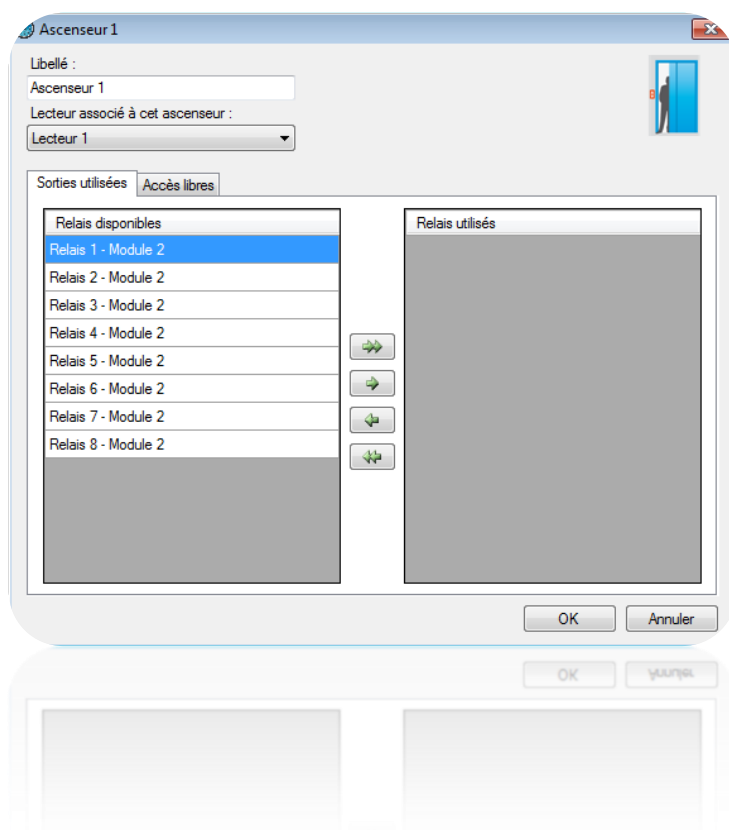 Ascenseur 1
Libellé :
Ascenseur 1
Lecteur associé à cet ascenseur :
Lecteur 1
Sorties utilisées Accès libres
Relais disponibles Relais utilisés
Relais 1 - Module 2
Relais 2 - Module 2
Relais 3 - Module 2
Relais 4 - Module 2
Relais 5 - Module 2
Relais 6 - Module 2
Relais 7 - Module 2
Relais 8 - Module 2
OK Annuler
OK Annuler